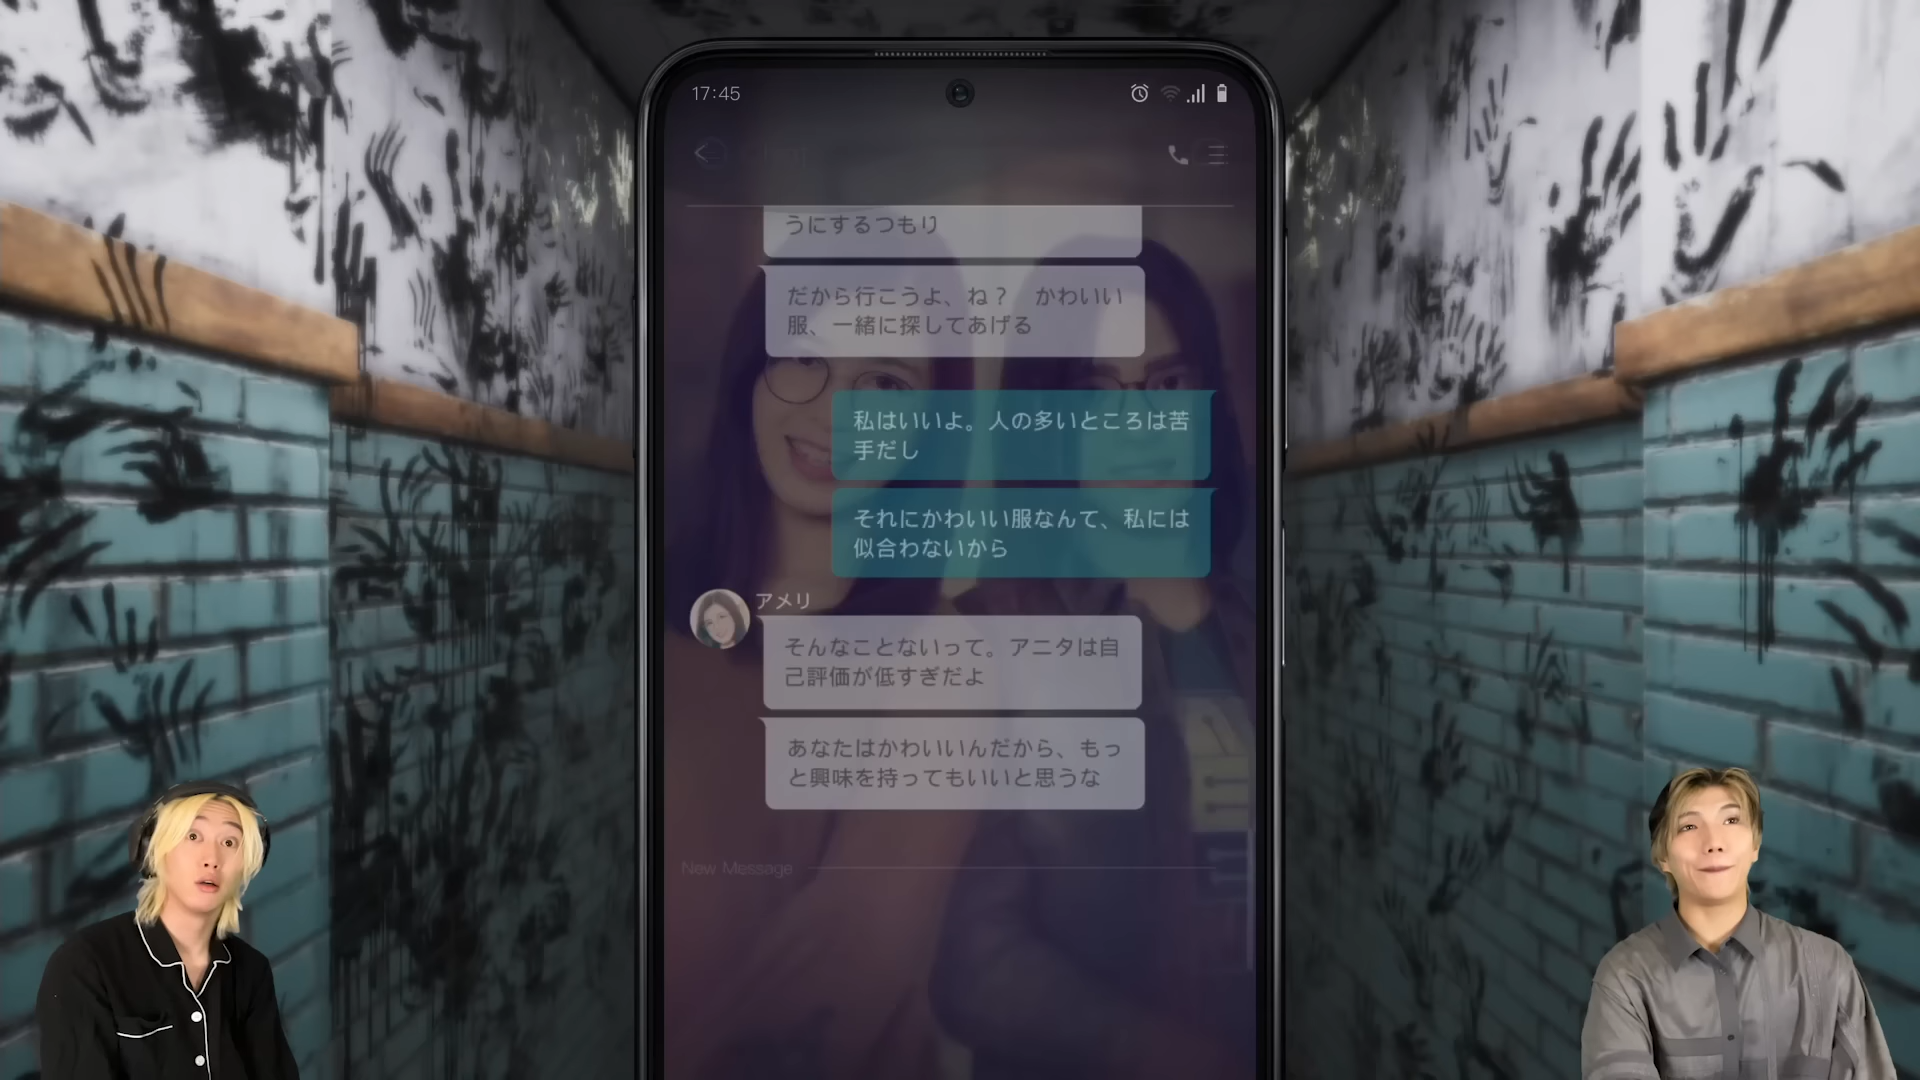 17:45
うにするつもり
だから行こうよ、ね？　かわいい
服、一緒に探してあげる
私はいいよ。人の多いところは苦
手だし
それにかわいい服なんて、私には
似合わないから
アメリ
そんなことないって。アニタは自
己評価が低すぎだよ
あなたはかわいいんだから、もっ
と興味を持ってもいいと思うな
New Message